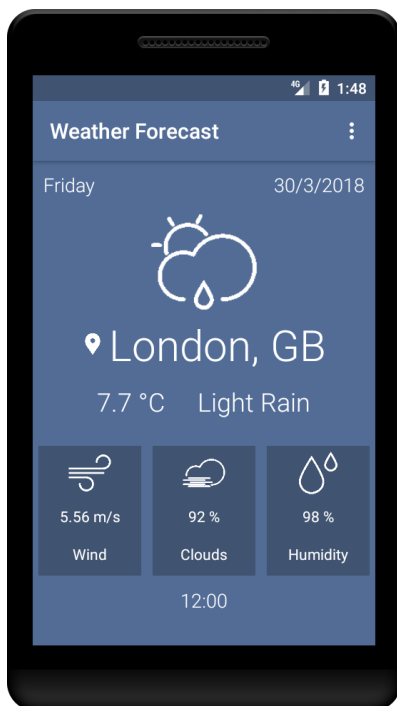 4G 1:48
Weather Forecast
Friday 30/3/2018
London, GB
7.7 °C Light Rain
5.56 m/s 92 % 98 %
Wind Clouds Humidity
12:00